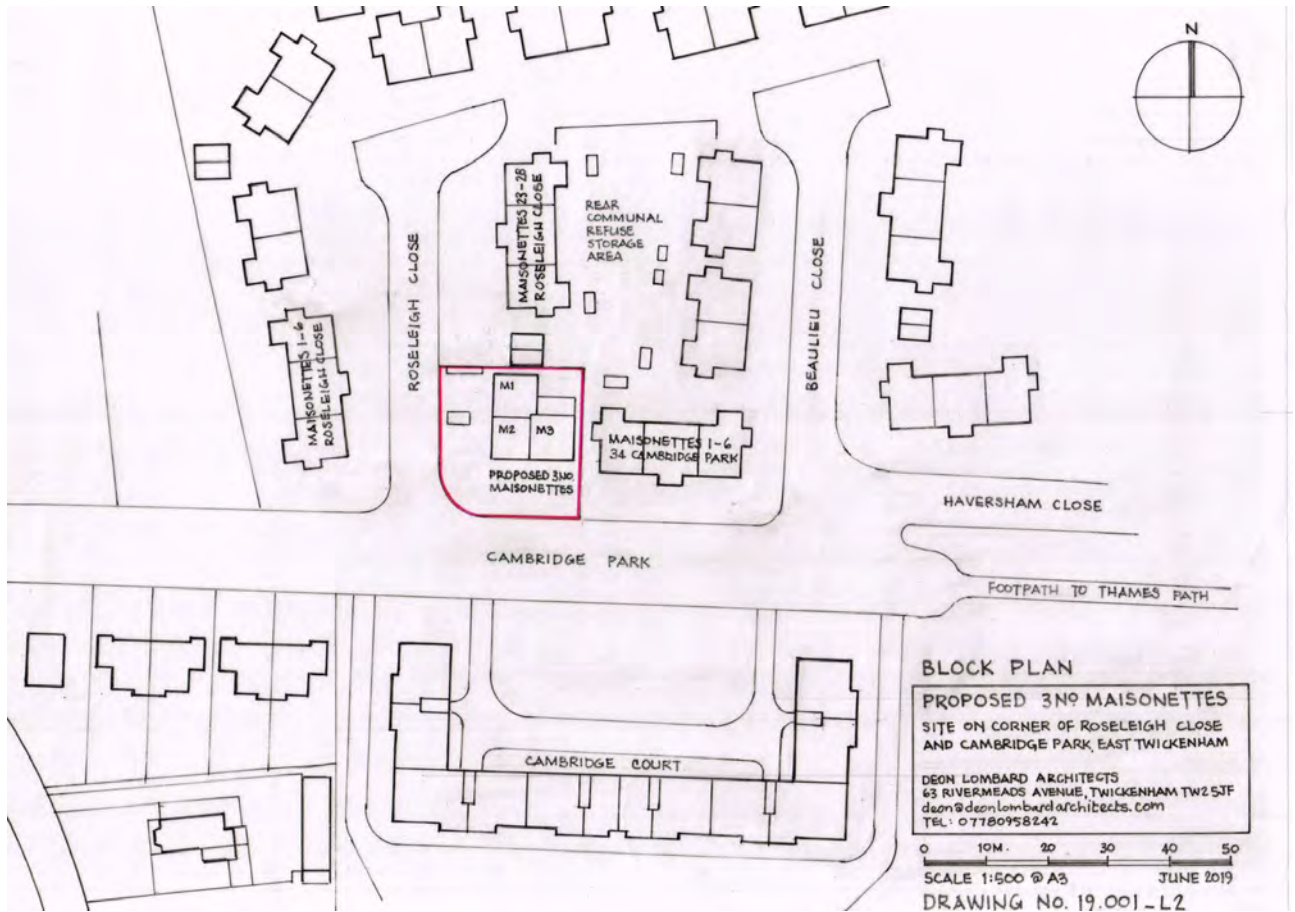 N
MAISONETTES 23-28
ROSELEIGH CLOSE
REAR
COMMUNAL
REFUSE
STORAGE
AREA
ROSELEIGH CLOSE
BEAULIEU CLOSE
MAISONETTES 1-6
ROSELEIGH CLOSE
M1
M2
M3
MAISONETTES 1-6
34 CAMBRIDGE PARK
PROPOSED 3NO.
MAISONETTES
HAVERSHAM CLOSE
CAMBRIDGE PARK
FOOTPATH TO THAMES PATH
CAMBRIDGE COURT
BLOCK PLAN
PROPOSED 3Nº MAISONETTES
SITE ON CORNER OF ROSELEIGH CLOSE
AND CAMBRIDGE PARK, EAST TWICKENHAM
DEON LOMBARD ARCHITECTS
63 RIVERMEADS AVENUE, TWICKENHAM TW2 5JF
deon@deonlombardarchitects.com
TEL: 07780958242
0 10M. 20 30 40 50
SCALE 1:500 @ A3 JUNE 2019
DRAWING NO. 19.001_L2